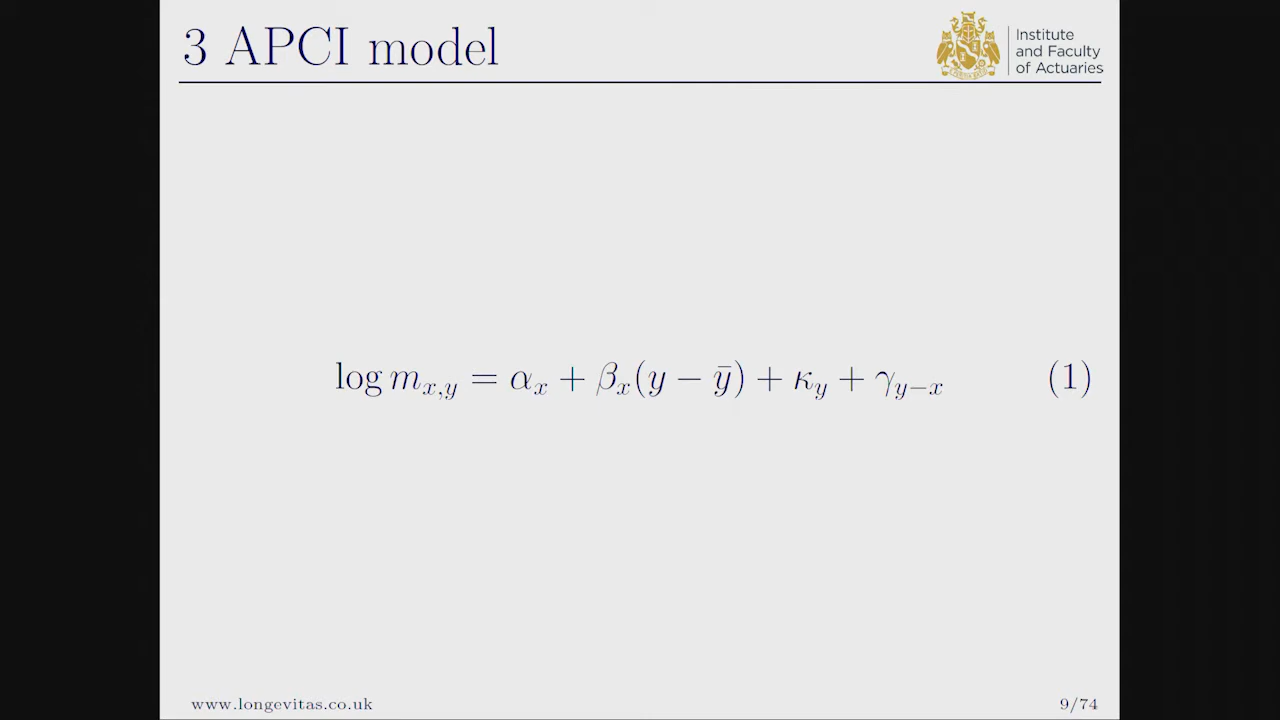 3 APCI model
Institute
and Faculty
of Actuaries
log m_{x,y} = α_x + β_x(y − ȳ) + κ_y + γ_{y−x} (1)
www.longevitas.co.uk
9/74